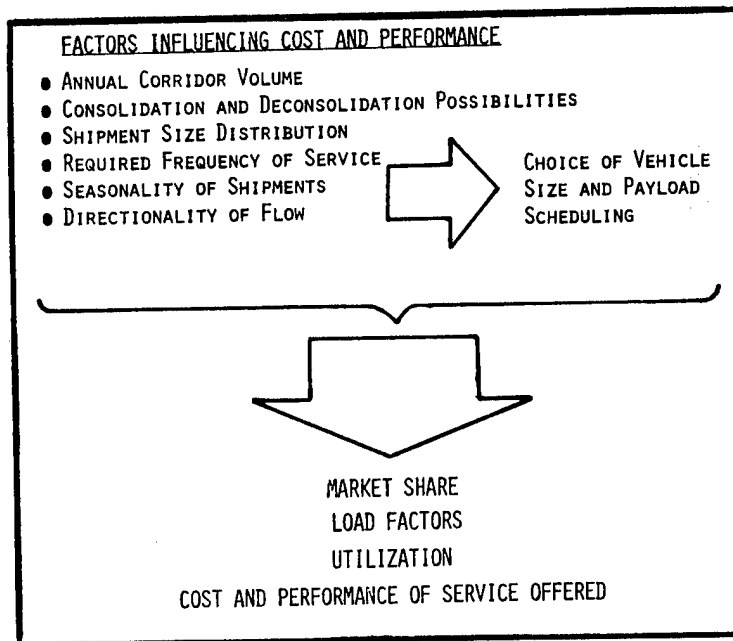 FACTORS INFLUENCING COST AND PERFORMANCE
● ANNUAL CORRIDOR VOLUME
● CONSOLIDATION AND DECONSOLIDATION POSSIBILITIES
● SHIPMENT SIZE DISTRIBUTION
● REQUIRED FREQUENCY OF SERVICE
● SEASONALITY OF SHIPMENTS
● DIRECTIONALITY OF FLOW
CHOICE OF VEHICLE
SIZE AND PAYLOAD
SCHEDULING
MARKET SHARE
LOAD FACTORS
UTILIZATION
COST AND PERFORMANCE OF SERVICE OFFERED